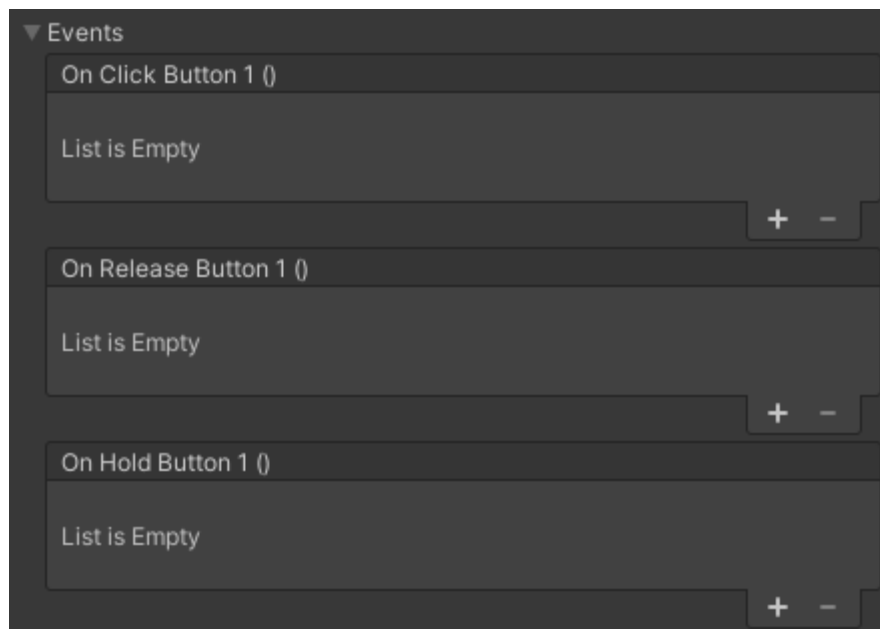 Events
On Click Button 1 ()
List is Empty
On Release Button 1 ()
List is Empty
On Hold Button 1 ()
List is Empty